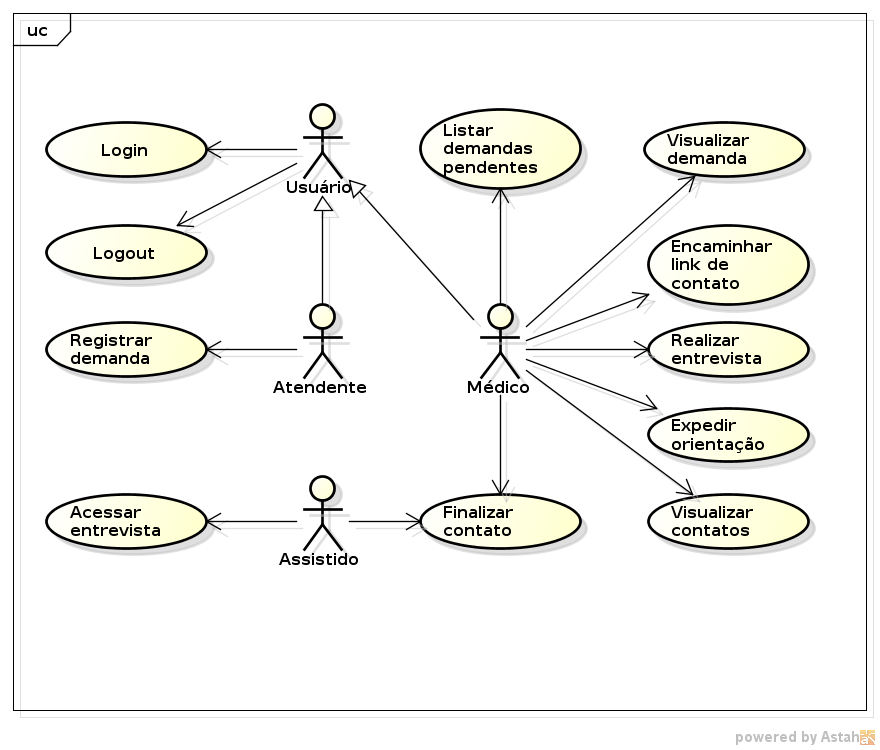 uc
Login
Usuário
Listar
demandas
pendentes
Visualizar
demanda
Logout
Encaminhar
link de
contato
Registrar
demanda
Atendente
Médico
Realizar
entrevista
Expedir
orientação
Acessar
entrevista
Assistido
Finalizar
contato
Visualizar
contatos
powered by Astah